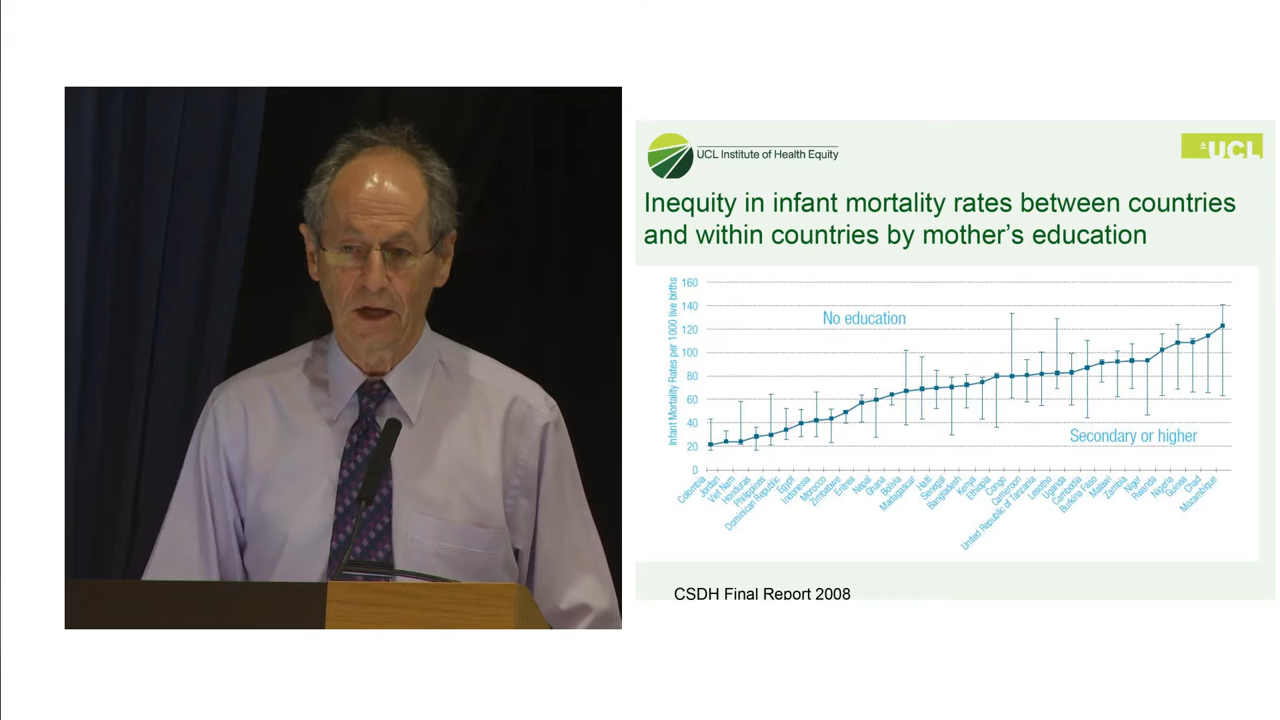 UCL Institute of Health Equity
UCL
Inequity in infant mortality rates between countries
and within countries by mother's education
Infant Mortality Rates per 1000 live births
160
140
120
100
80
60
40
20
0
No education
Secondary or higher
Colombia
Jordan
Viet Nam
Honduras
Philippines
Dominican Republic
Egypt
Indonesia
Morocco
Zimbabwe
Eritrea
Nepal
Ghana
Bolivia
Madagascar
Haiti
Senegal
Bangladesh
Kenya
Ethiopia
Congo
Cameroon
United Republic of Tanzania
Lesotho
Uganda
Cambodia
Burkina Faso
Malawi
Zambia
Niger
Rwanda
Nigeria
Guinea
Chad
Mozambique
CSDH Final Report 2008